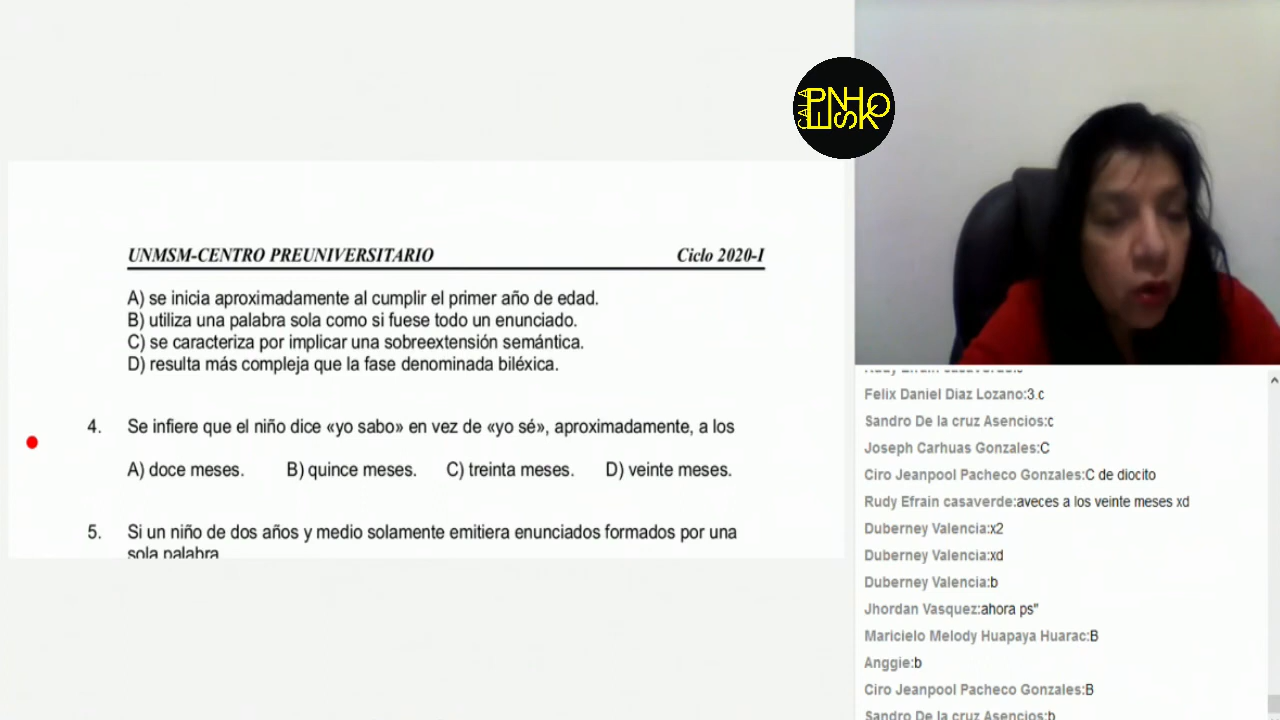 CALA
PENHO
ESK
UNMSM-CENTRO PREUNIVERSITARIO Ciclo 2020-I
A) se inicia aproximadamente al cumplir el primer año de edad.
B) utiliza una palabra sola como si fuese todo un enunciado.
C) se caracteriza por implicar una sobreextensión semántica.
D) resulta más compleja que la fase denominada biléxica.
4. Se infiere que el niño dice «yo sabo» en vez de «yo sé», aproximadamente, a los
A) doce meses. B) quince meses. C) treinta meses. D) veinte meses.
5. Si un niño de dos años y medio solamente emitiera enunciados formados por una
sola palabra
Felix Daniel Diaz Lozano:3.c
Sandro De la cruz Asencios:c
Joseph Carhuas Gonzales:C
Ciro Jeanpool Pacheco Gonzales:C de diocito
Rudy Efrain casaverde:aveces a los veinte meses xd
Duberney Valencia:x2
Duberney Valencia:xd
Duberney Valencia:b
Jhordan Vasquez:ahora ps"
Maricielo Melody Huapaya Huarac:B
Anggie:b
Ciro Jeanpool Pacheco Gonzales:B
Sandro De la cruz Asencios:b